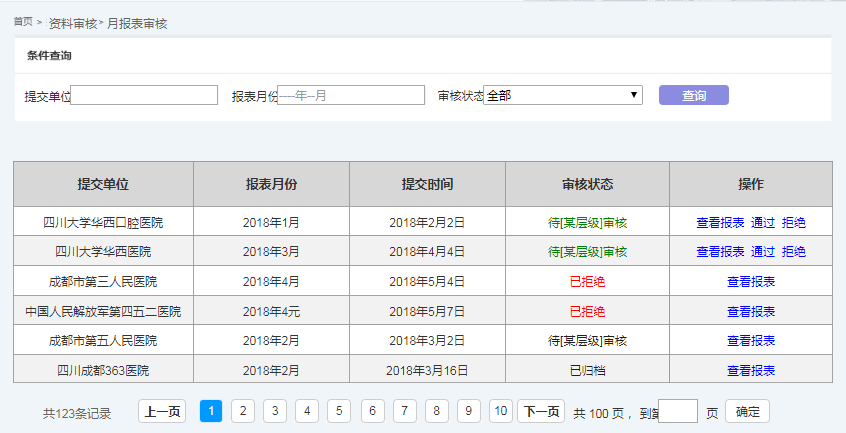 首页 > 资料审核> 月报表审核
条件查询
提交单位 报表月份 ----年--月 审核状态 全部 ▼ 查询
提交单位 报表月份 提交时间 审核状态 操作
四川大学华西口腔医院 2018年1月 2018年2月2日 待[某层级]审核 查看报表 通过 拒绝
四川大学华西医院 2018年3月 2018年4月4日 待[某层级]审核 查看报表 通过 拒绝
成都市第三人民医院 2018年4月 2018年5月4日 已拒绝 查看报表
中国人民解放军第四五二医院 2018年4元 2018年5月7日 已拒绝 查看报表
成都市第五人民医院 2018年2月 2018年3月2日 待[某层级]审核 查看报表
四川成都363医院 2018年2月 2018年3月16日 已归档 查看报表
共123条记录 上一页 1 2 3 4 5 6 7 8 9 10 下一页 共 100 页 ，到第 页 确定